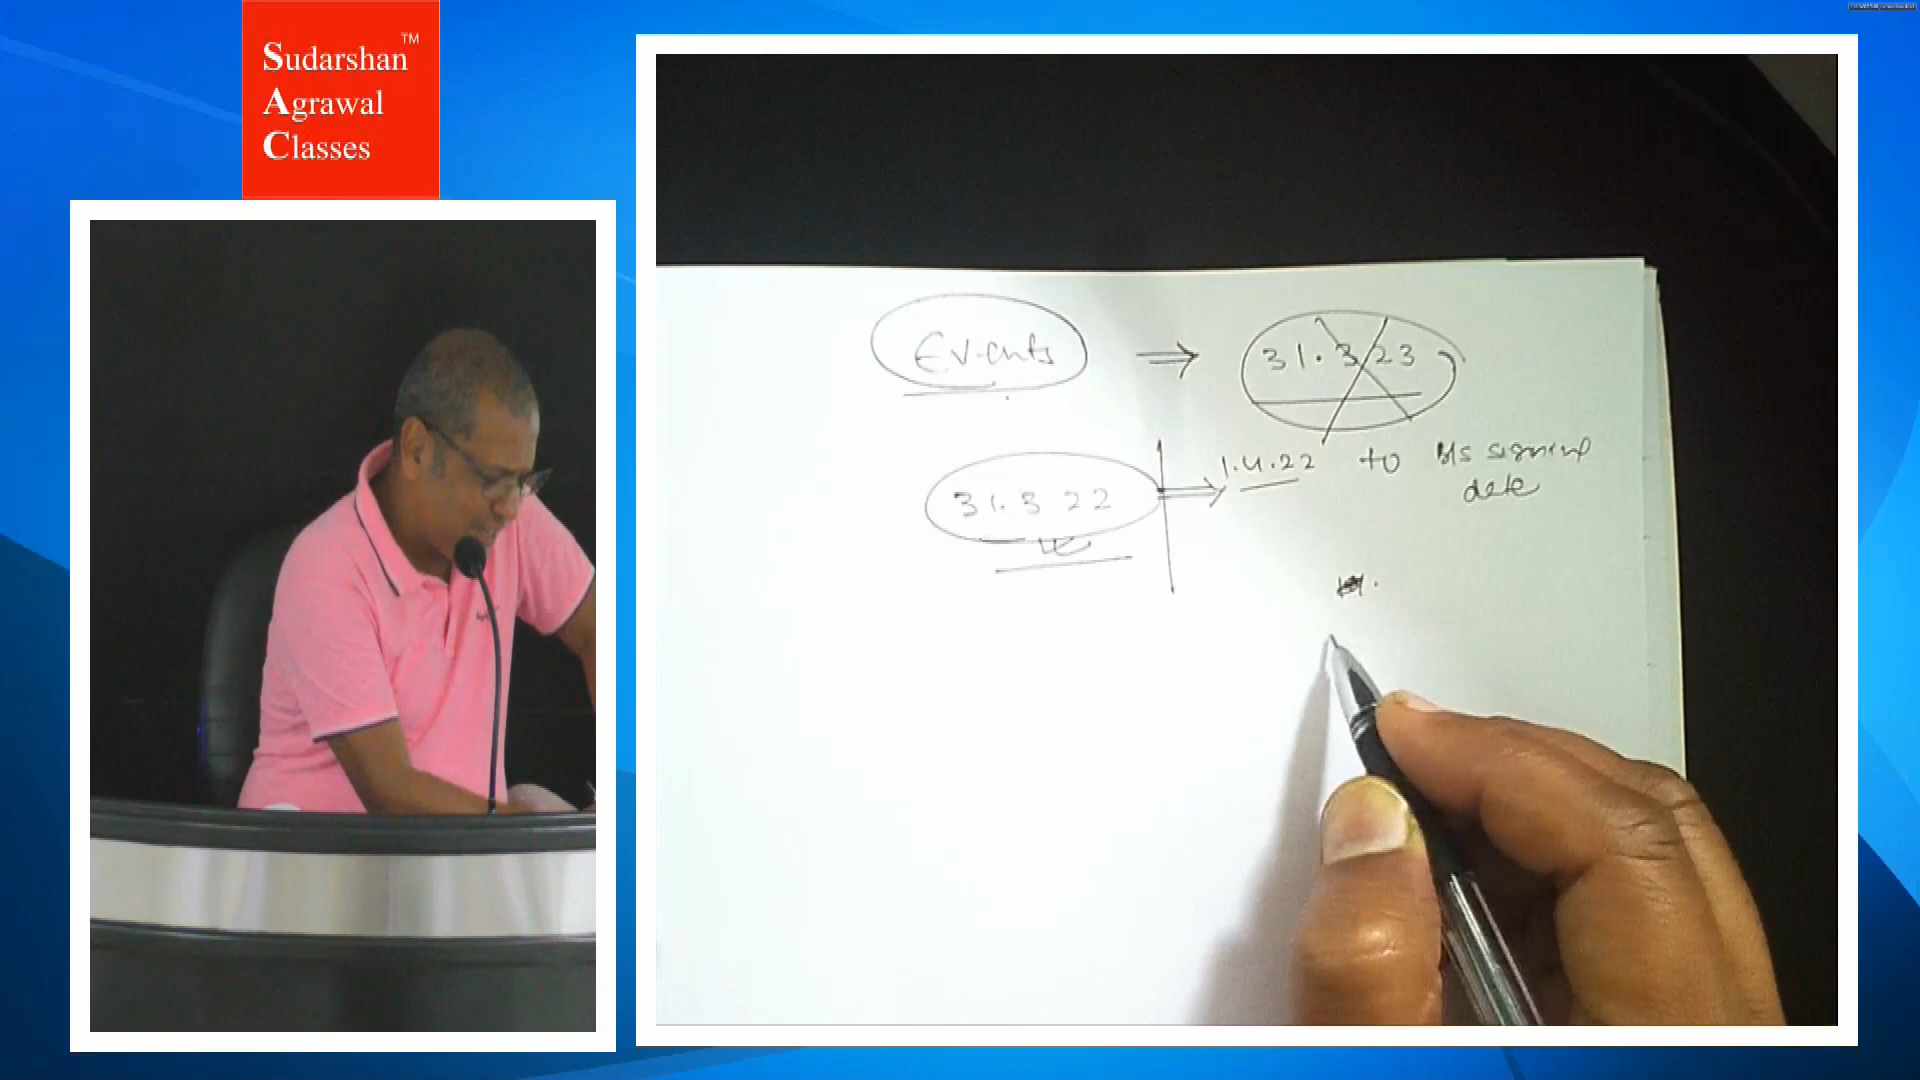 Sudarshan™
Agrawal
Classes
Events ⇒ 31.3 23
31.3 22 ⇒ 1.4.22 to B/s signing
date